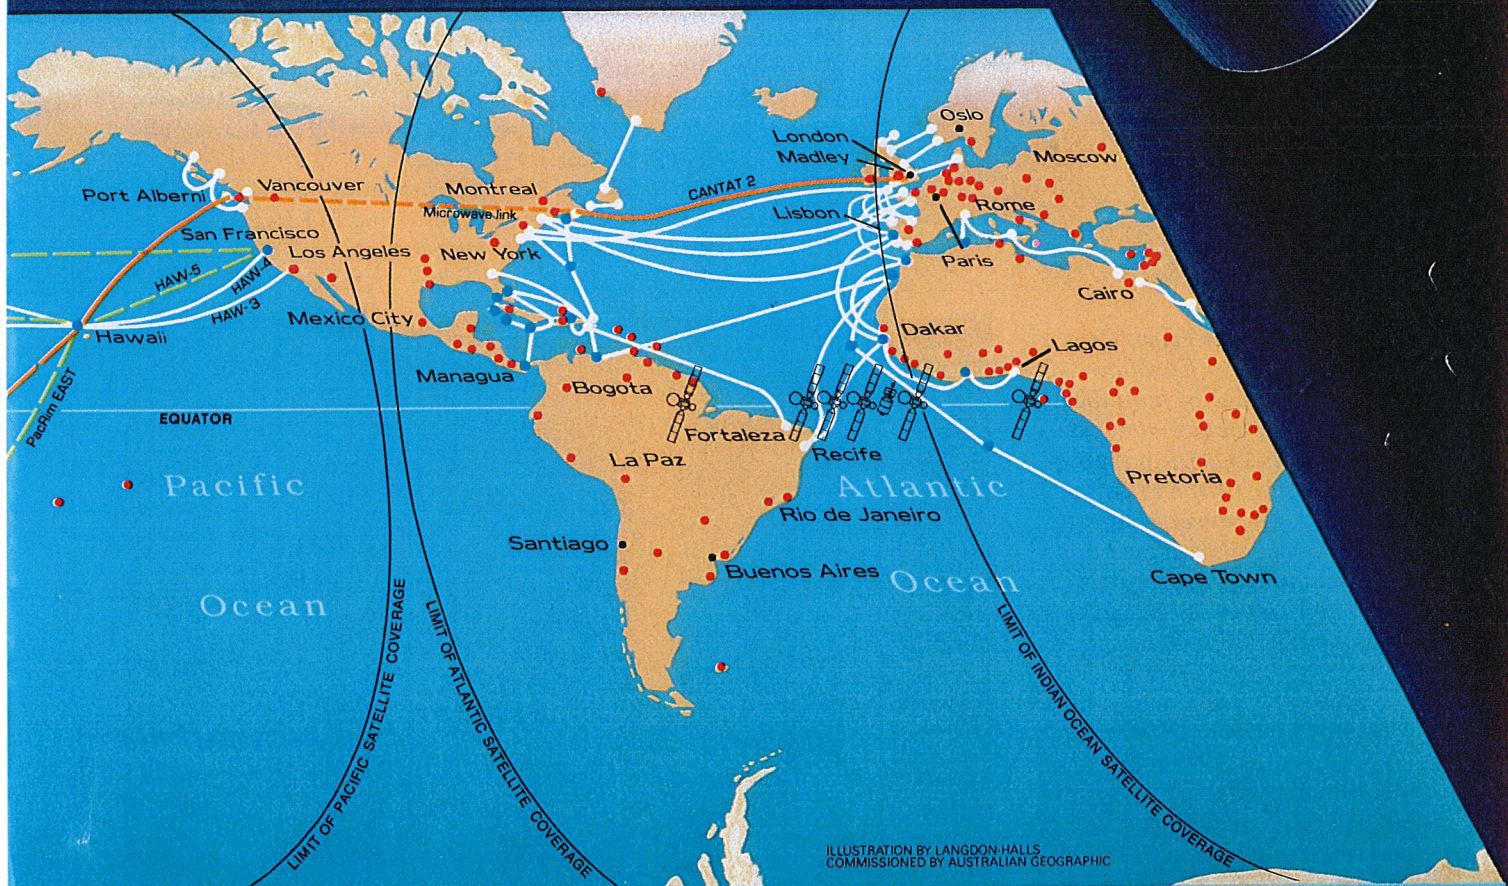 Oslo
London
Madley
Moscow
CANTAT 2
Port Alberni
Vancouver
Montreal
Microwave link
Lisbon
Rome
San Francisco
Los Angeles
New York
Paris
HAW-5
HAW-4
HAW-3
Cairo
Mexico City
Hawaii
Dakar
Lagos
Managua
Bogota
PacRim EAST
EQUATOR
Fortaleza
Recife
La Paz
Pacific
Ocean
Atlantic
Ocean
Pretoria
Rio de Janeiro
Santiago
Buenos Aires
Cape Town
LIMIT OF PACIFIC SATELLITE COVERAGE
LIMIT OF ATLANTIC SATELLITE COVERAGE
LIMIT OF INDIAN OCEAN SATELLITE COVERAGE
ILLUSTRATION BY LANGDON-HALLS
COMMISSIONED BY AUSTRALIAN GEOGRAPHIC